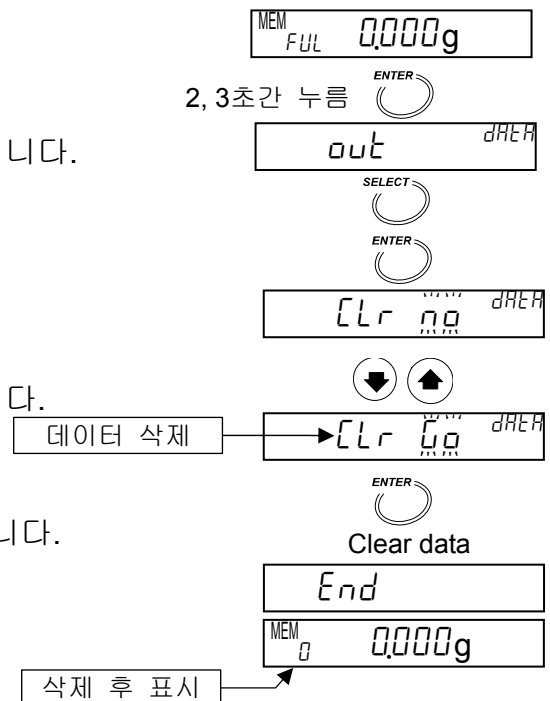 MEM
FUL 0.000g
ENTER
2, 3초간 누름
out dAtA
니다.
SELECT
ENTER
CLr no dAtA
다.
데이터 삭제
CLr Go dAtA
ENTER
니다.
Clear data
End
MEM
0 0.000g
삭제 후 표시